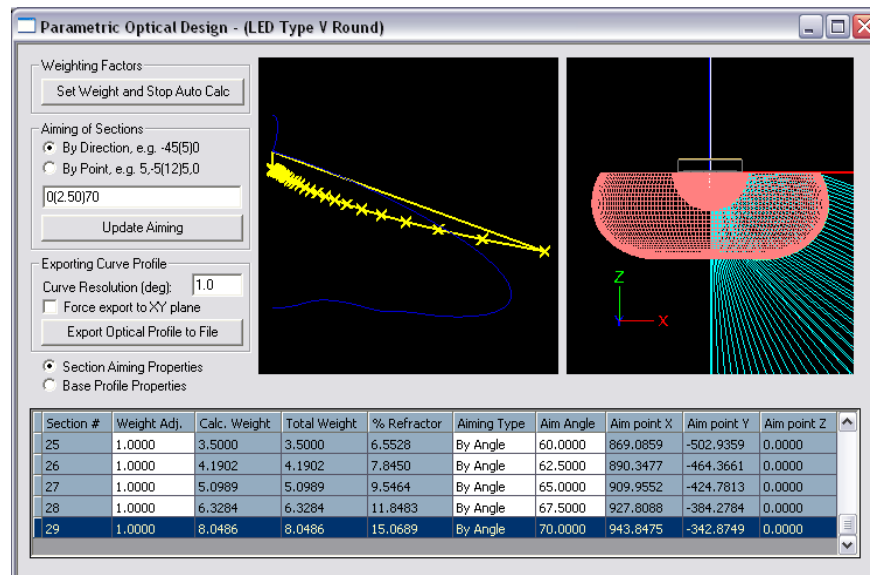 Parametric Optical Design - (LED Type V Round)
Weighting Factors
Set Weight and Stop Auto Calc
Aiming of Sections
By Direction, e.g. -45(5)0
By Point, e.g. 5,-5(12)5,0
0(2.50)70
Update Aiming
Exporting Curve Profile
Curve Resolution (deg): 1.0
Force export to XY plane
Export Optical Profile to File
Section Aiming Properties
Base Profile Properties
Z
Y X
Section # Weight Adj. Calc. Weight Total Weight % Refractor Aiming Type Aim Angle Aim point X Aim point Y Aim point Z
25 1.0000 3.5000 3.5000 6.5528 By Angle 60.0000 869.0859 -502.9359 0.0000
26 1.0000 4.1902 4.1902 7.8450 By Angle 62.5000 890.3477 -464.3661 0.0000
27 1.0000 5.0989 5.0989 9.5464 By Angle 65.0000 909.9552 -424.7813 0.0000
28 1.0000 6.3284 6.3284 11.8483 By Angle 67.5000 927.8088 -384.2784 0.0000
29 1.0000 8.0486 8.0486 15.0689 By Angle 70.0000 943.8475 -342.8749 0.0000